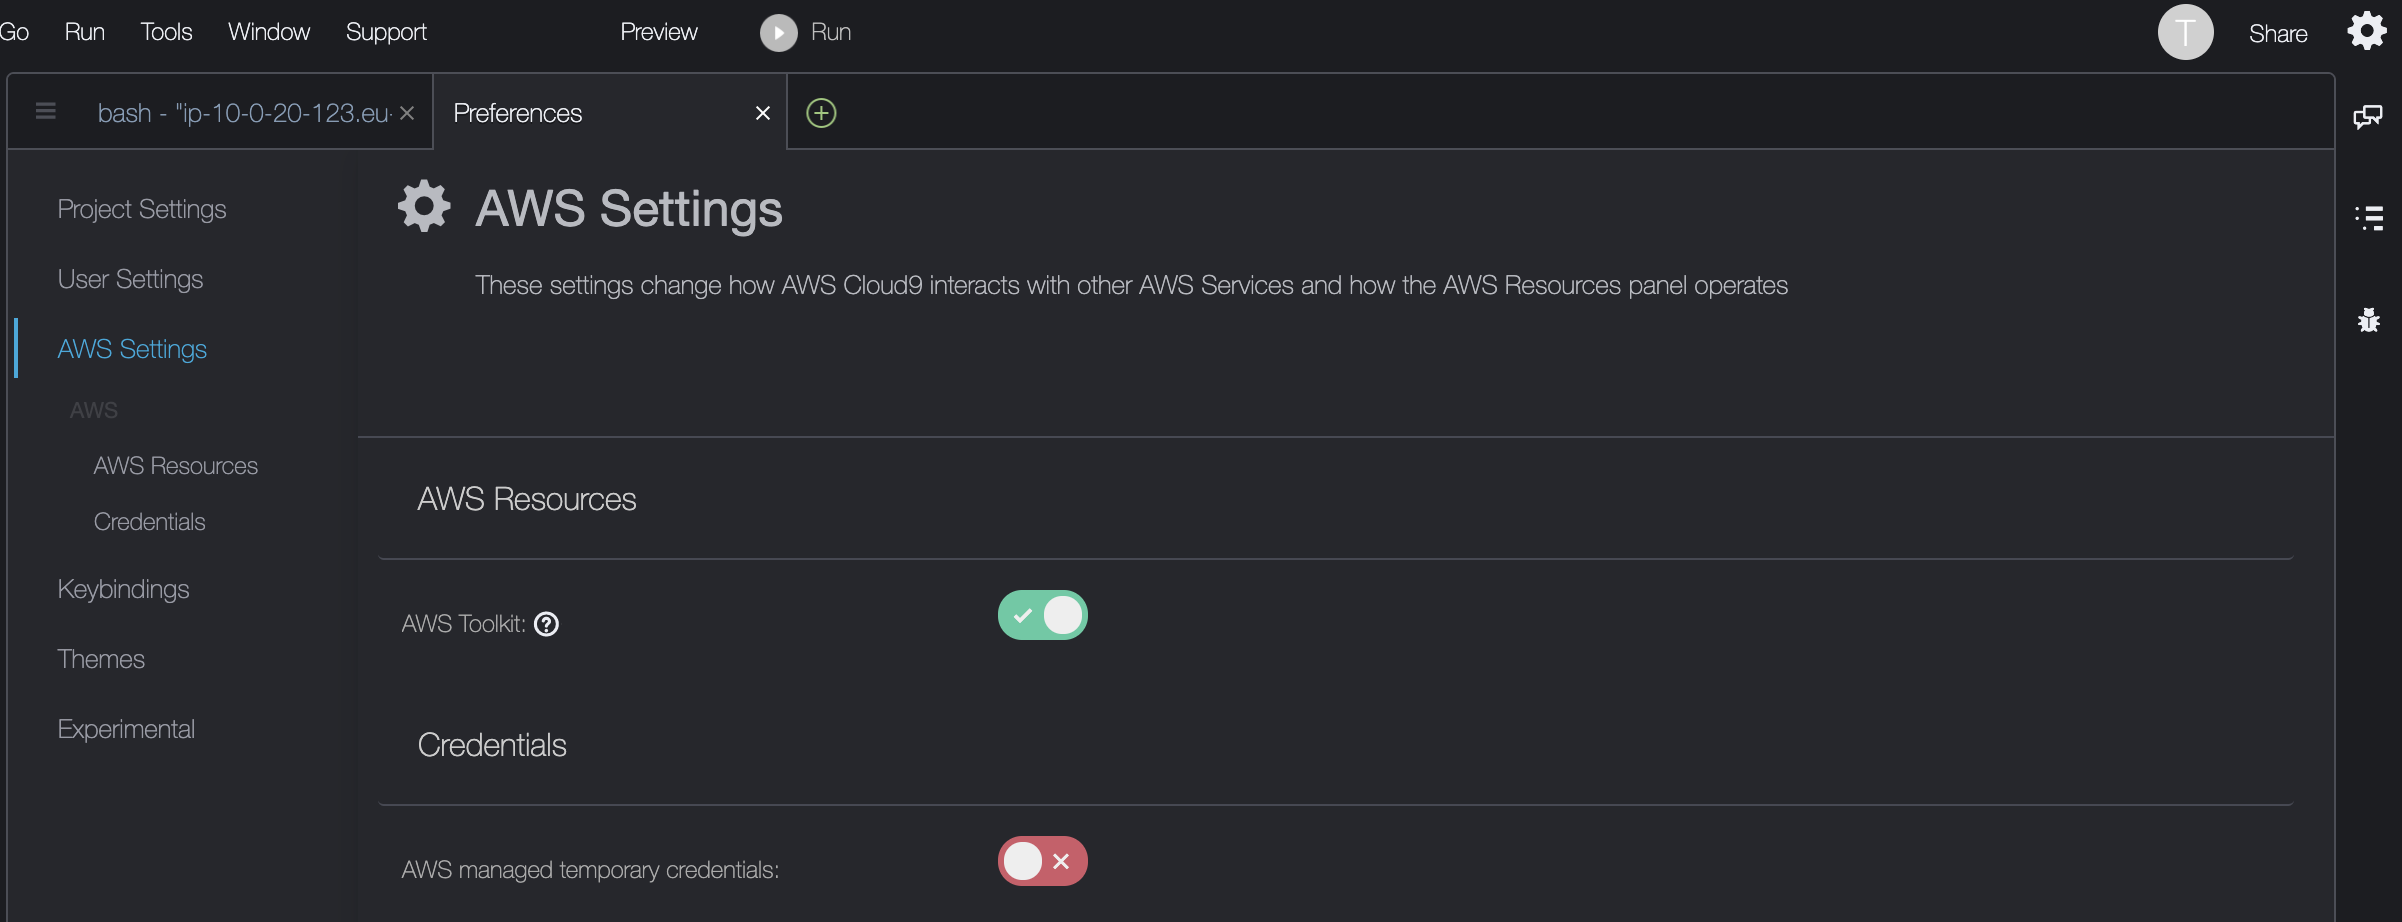 Go Run Tools Window Support Preview Run T Share
bash - "ip-10-0-20-123.eu- Preferences
Project Settings
User Settings
AWS Settings
AWS
AWS Resources
Credentials
Keybindings
Themes
Experimental
AWS Settings
These settings change how AWS Cloud9 interacts with other AWS Services and how the AWS Resources panel operates
AWS Resources
AWS Toolkit: ?
Credentials
AWS managed temporary credentials: